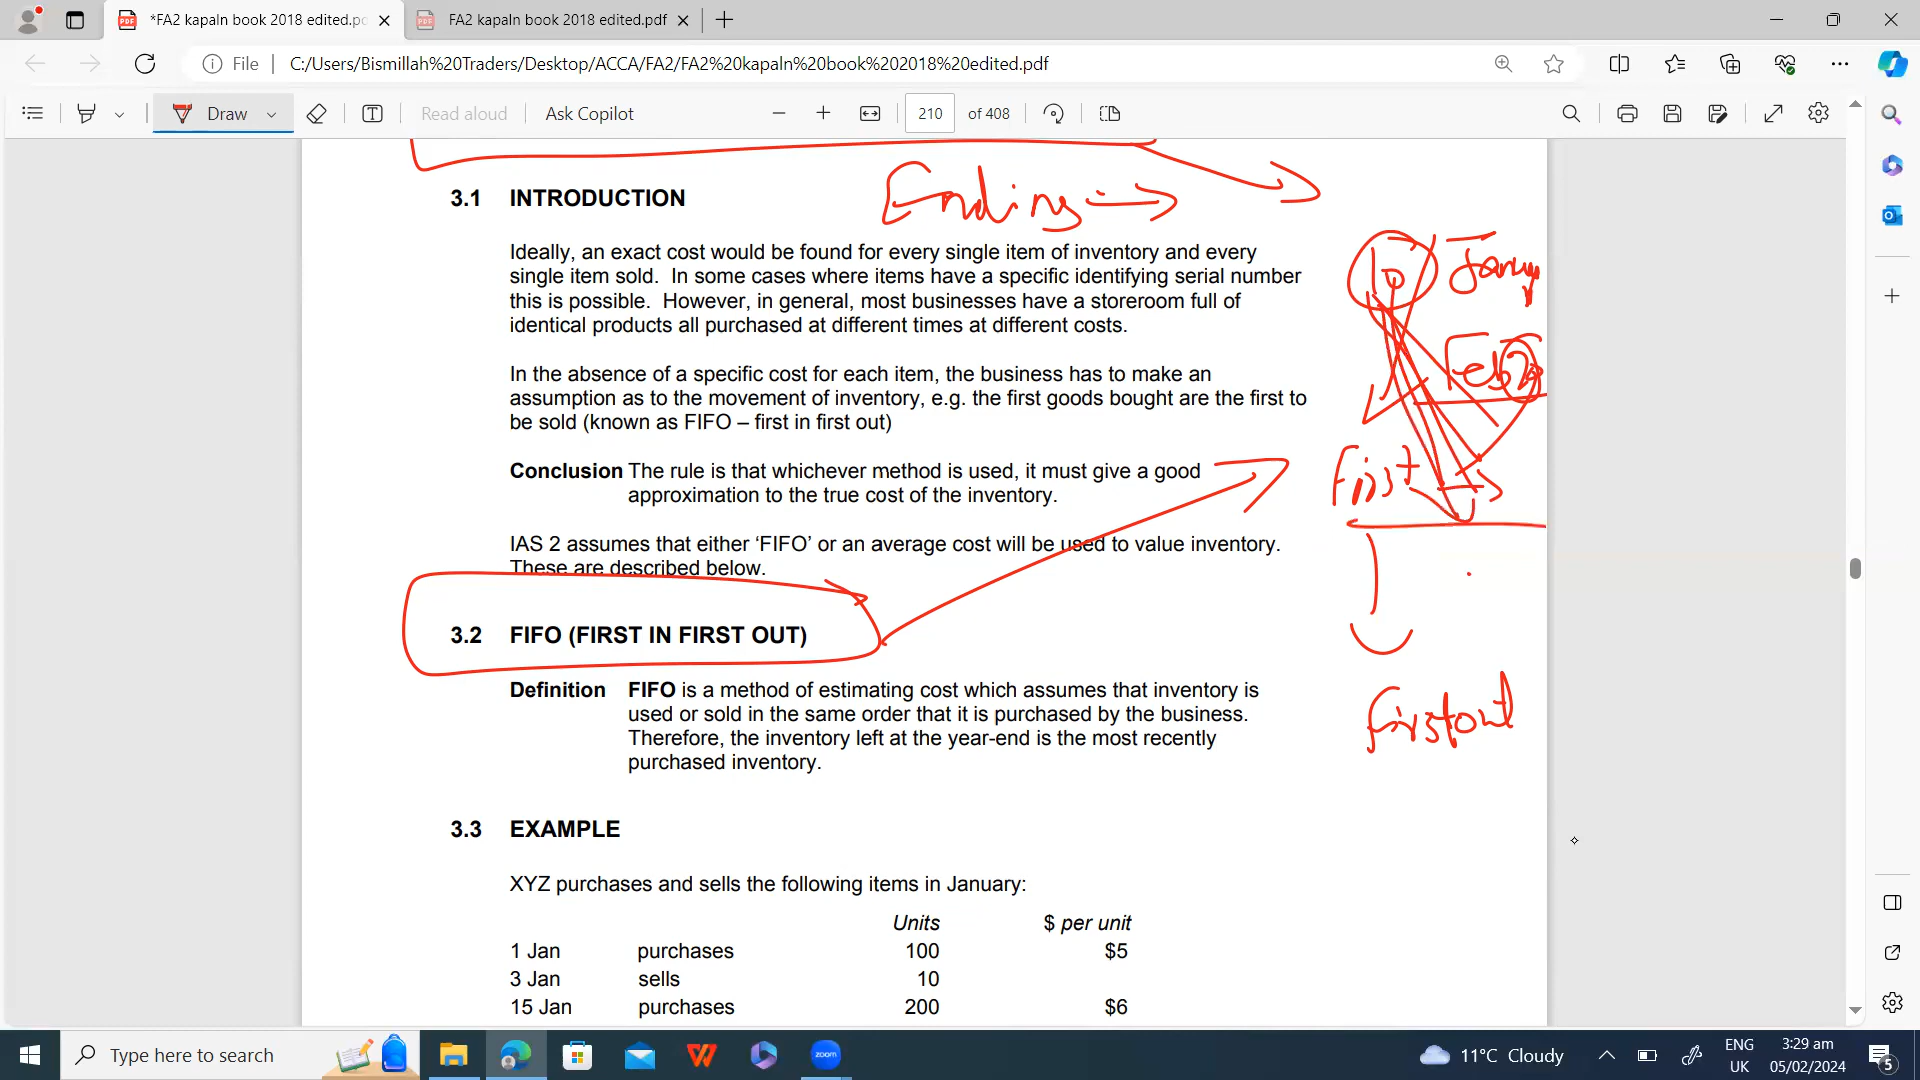 *FA2 kapaln book 2018 edited.pd
FA2 kapaln book 2018 edited.pdf
File
C:/Users/Bismillah%20Traders/Desktop/ACCA/FA2/FA2%20kapaln%20book%202018%20edited.pdf
Draw
Read aloud
Ask Copilot
210 of 408
Ending
3.1 INTRODUCTION
Ideally, an exact cost would be found for every single item of inventory and every
single item sold. In some cases where items have a specific identifying serial number
this is possible. However, in general, most businesses have a storeroom full of
identical products all purchased at different times at different costs.
10
In the absence of a specific cost for each item, the business has to make an
assumption as to the movement of inventory, e.g. the first goods bought are the first to
be sold (known as FIFO – first in first out)
Feb
Conclusion The rule is that whichever method is used, it must give a good
approximation to the true cost of the inventory.
First
IAS 2 assumes that either ‘FIFO’ or an average cost will be used to value inventory.
These are described below.
3.2 FIFO (FIRST IN FIRST OUT)
Definition FIFO is a method of estimating cost which assumes that inventory is
used or sold in the same order that it is purchased by the business.
Therefore, the inventory left at the year-end is the most recently
purchased inventory.
First out
3.3 EXAMPLE
XYZ purchases and sells the following items in January:
Units $ per unit
1 Jan purchases 100 $5
3 Jan sells 10
15 Jan purchases 200 $6
Type here to search
zoom
11°C Cloudy
ENG
UK
3:29 am
05/02/2024
5